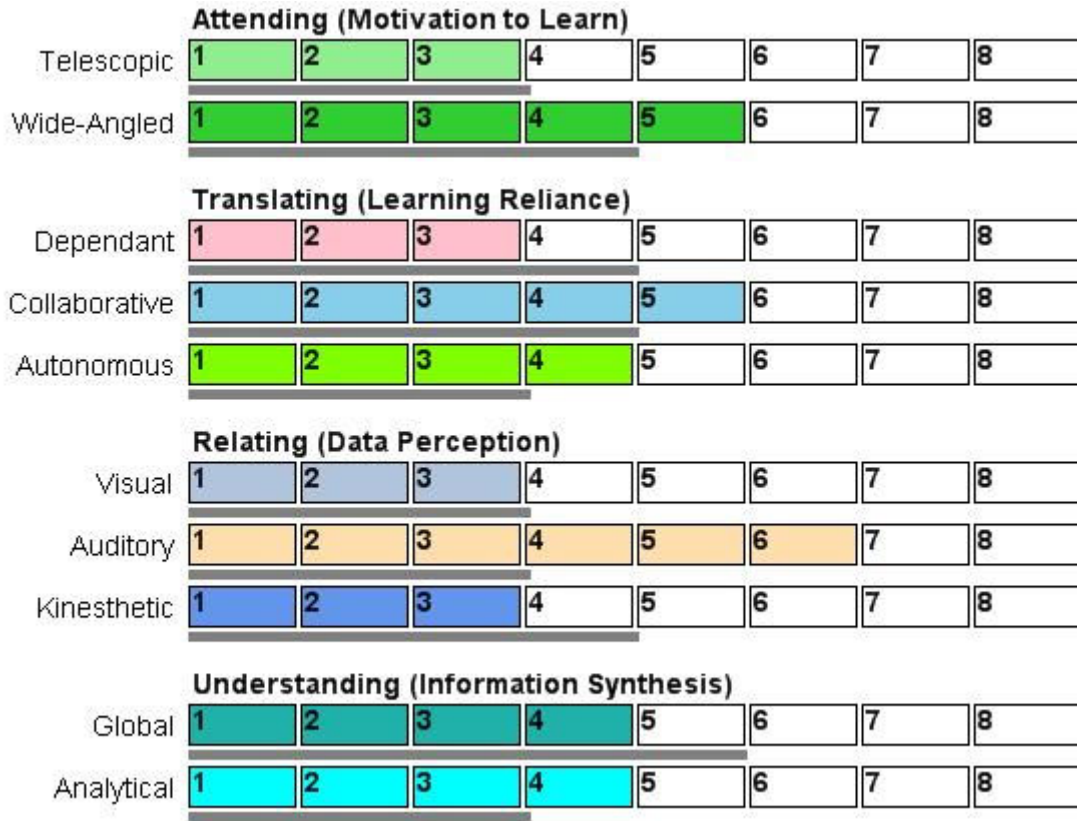 Attending (Motivation to Learn)
Telescopic 1 2 3 4 5 6 7 8
Wide-Angled 1 2 3 4 5 6 7 8
Translating (Learning Reliance)
Dependant 1 2 3 4 5 6 7 8
Collaborative 1 2 3 4 5 6 7 8
Autonomous 1 2 3 4 5 6 7 8
Relating (Data Perception)
Visual 1 2 3 4 5 6 7 8
Auditory 1 2 3 4 5 6 7 8
Kinesthetic 1 2 3 4 5 6 7 8
Understanding (Information Synthesis)
Global 1 2 3 4 5 6 7 8
Analytical 1 2 3 4 5 6 7 8